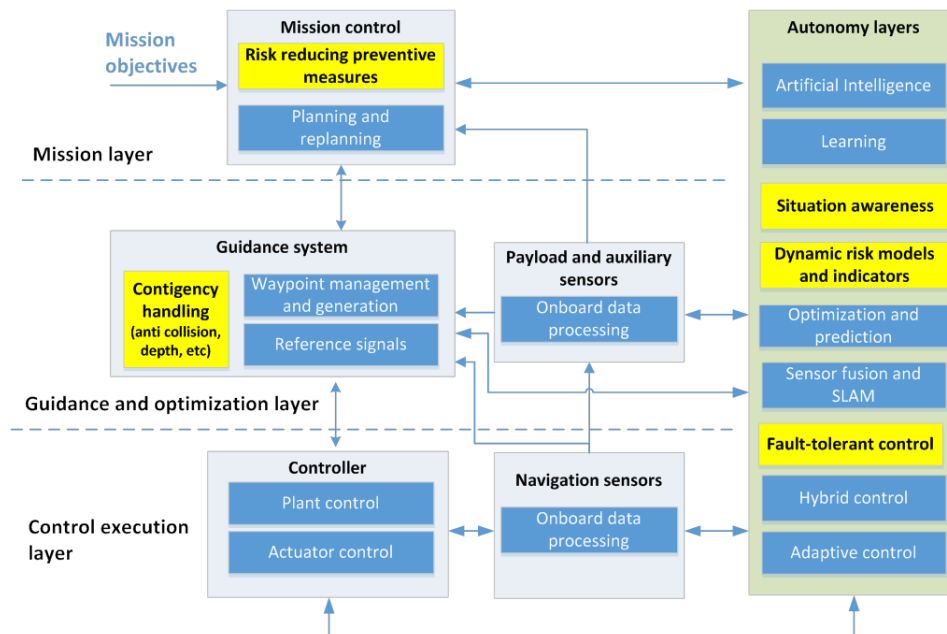 Mission
objectives
Mission control
Risk reducing preventive
measures
Planning and
replanning
Mission layer
Guidance system
Contigency
handling
(anti collision,
depth, etc)
Waypoint management
and generation
Reference signals
Payload and auxiliary
sensors
Onboard data
processing
Guidance and optimization layer
Controller
Plant control
Actuator control
Navigation sensors
Onboard data
processing
Control execution
layer
Autonomy layers
Artificial Intelligence
Learning
Situation awareness
Dynamic risk models
and indicators
Optimization and
prediction
Sensor fusion and
SLAM
Fault-tolerant control
Hybrid control
Adaptive control